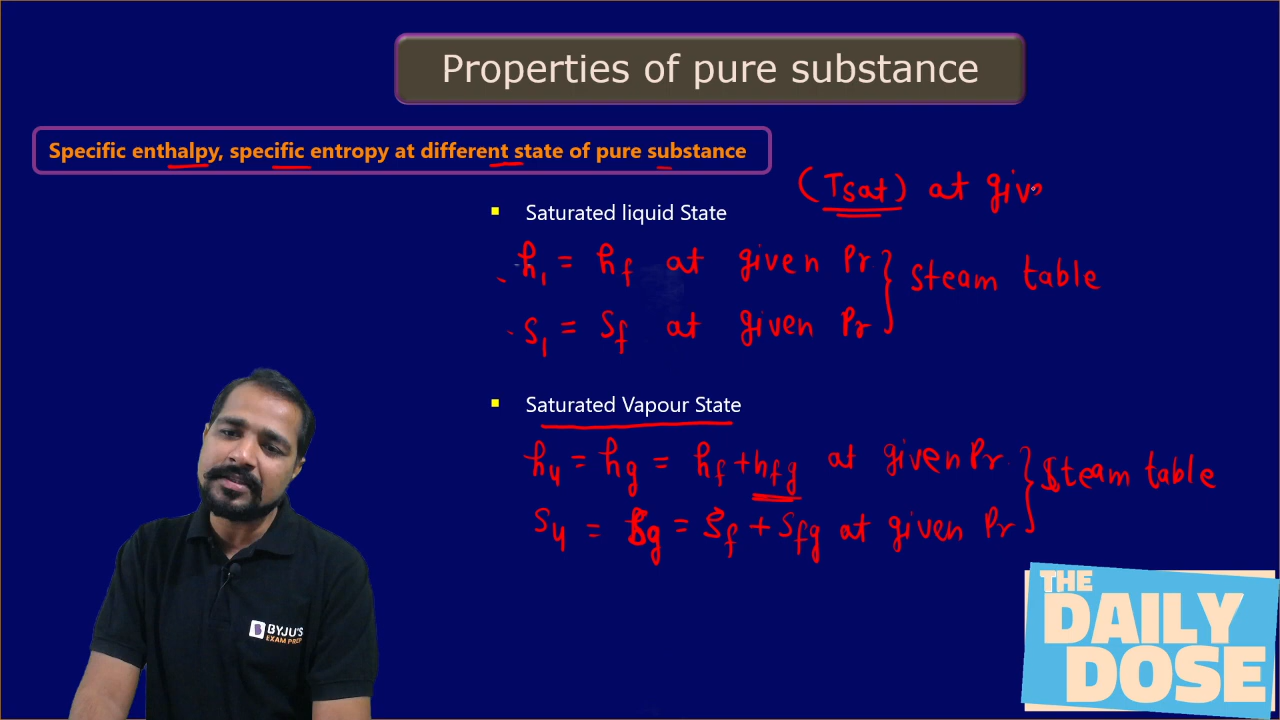 Properties of pure substance
Specific enthalpy, specific entropy at different state of pure substance
(Tsat) at giv
Saturated liquid State
h₁ = hf at given Pr
S₁ = Sf at given Pr
} Steam table
Saturated Vapour State
h₄ = hg = hf + hfg at given Pr.
S₄ = Sg = Sf + Sfg at given Pr
} Steam table
BYJU'S
EXAM PREP
THE
DAILY
DOSE